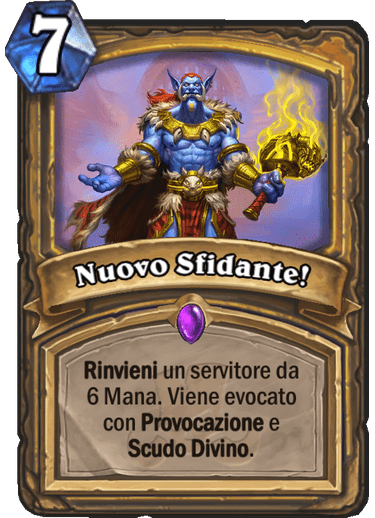 7
Nuovo Sfidante!
Rinvieni un servitore da
6 Mana. Viene evocato
con Provocazione e
Scudo Divino.